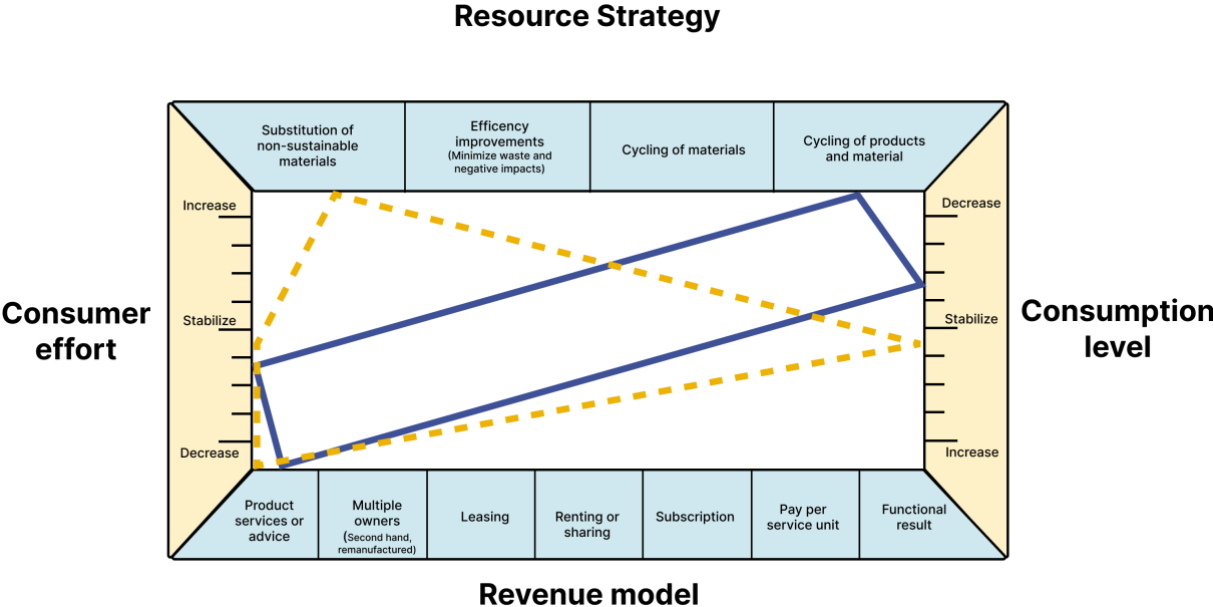 Resource Strategy
Substitution of
non-sustainable
materials
Efficency
improvements
(Minimize waste and
negative impacts)
Cycling of materials
Cycling of products
and material
Increase
Stabilize
Decrease
Consumer
effort
Decrease
Stabilize
Increase
Consumption
level
Product
services or
advice
Multiple
owners
(Second hand,
remanufactured)
Leasing
Renting or
sharing
Subscription
Pay per
service unit
Functional
result
Revenue model